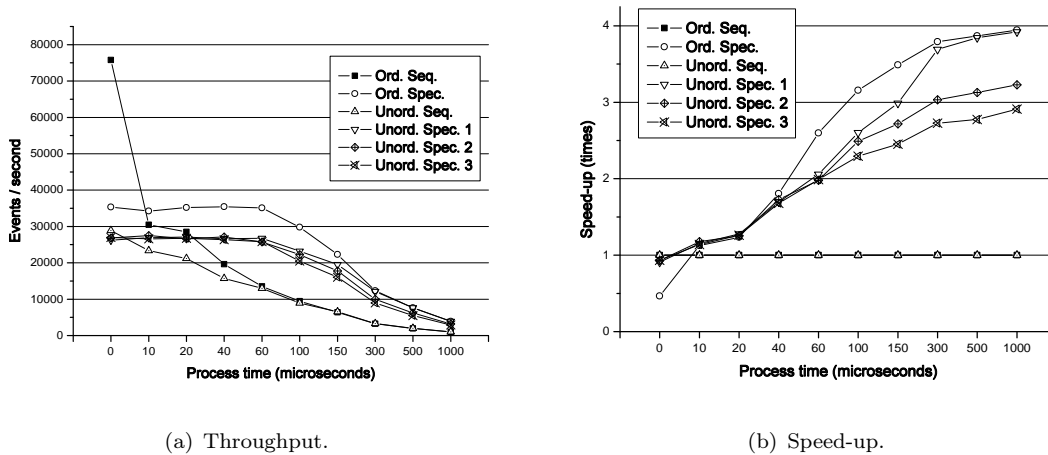 80000
70000
60000
50000
40000
30000
20000
10000
0
Events / second
Ord. Seq.
Ord. Spec.
Unord. Seq.
Unord. Spec. 1
Unord. Spec. 2
Unord. Spec. 3
0 10 20 40 60 100 150 300 500 1000
Process time (microseconds)
(a) Throughput.
4
3
2
1
0
Speed-up (times)
Ord. Seq.
Ord. Spec.
Unord. Seq.
Unord. Spec. 1
Unord. Spec. 2
Unord. Spec. 3
0 10 20 40 60 100 150 300 500 1000
Process time (microseconds)
(b) Speed-up.